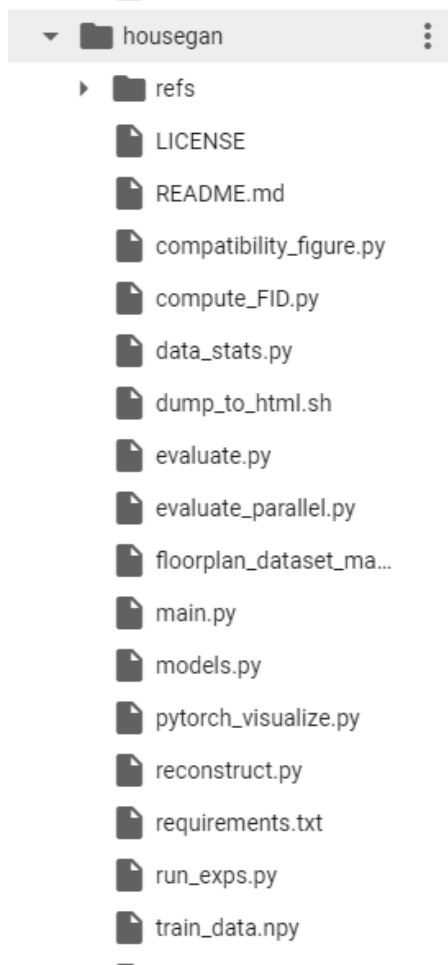 housegan
refs
LICENSE
README.md
compatibility_figure.py
compute_FID.py
data_stats.py
dump_to_html.sh
evaluate.py
evaluate_parallel.py
floorplan_dataset_ma...
main.py
models.py
pytorch_visualize.py
reconstruct.py
requirements.txt
run_exps.py
train_data.npy